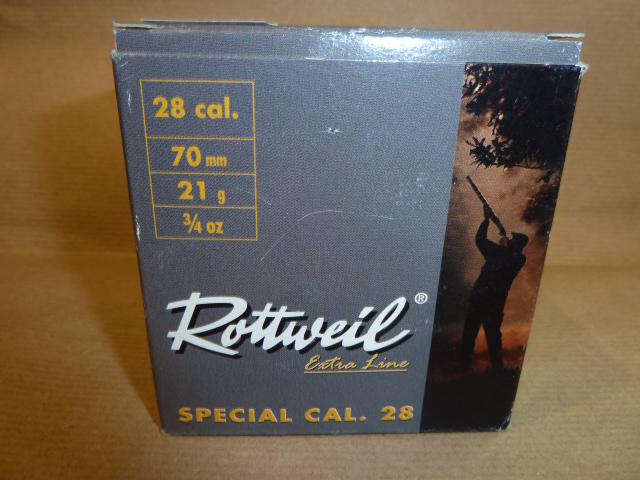 28 cal.
70 mm
21 g
3/4 oz
Rottweil®
Extra Line
SPECIAL CAL. 28